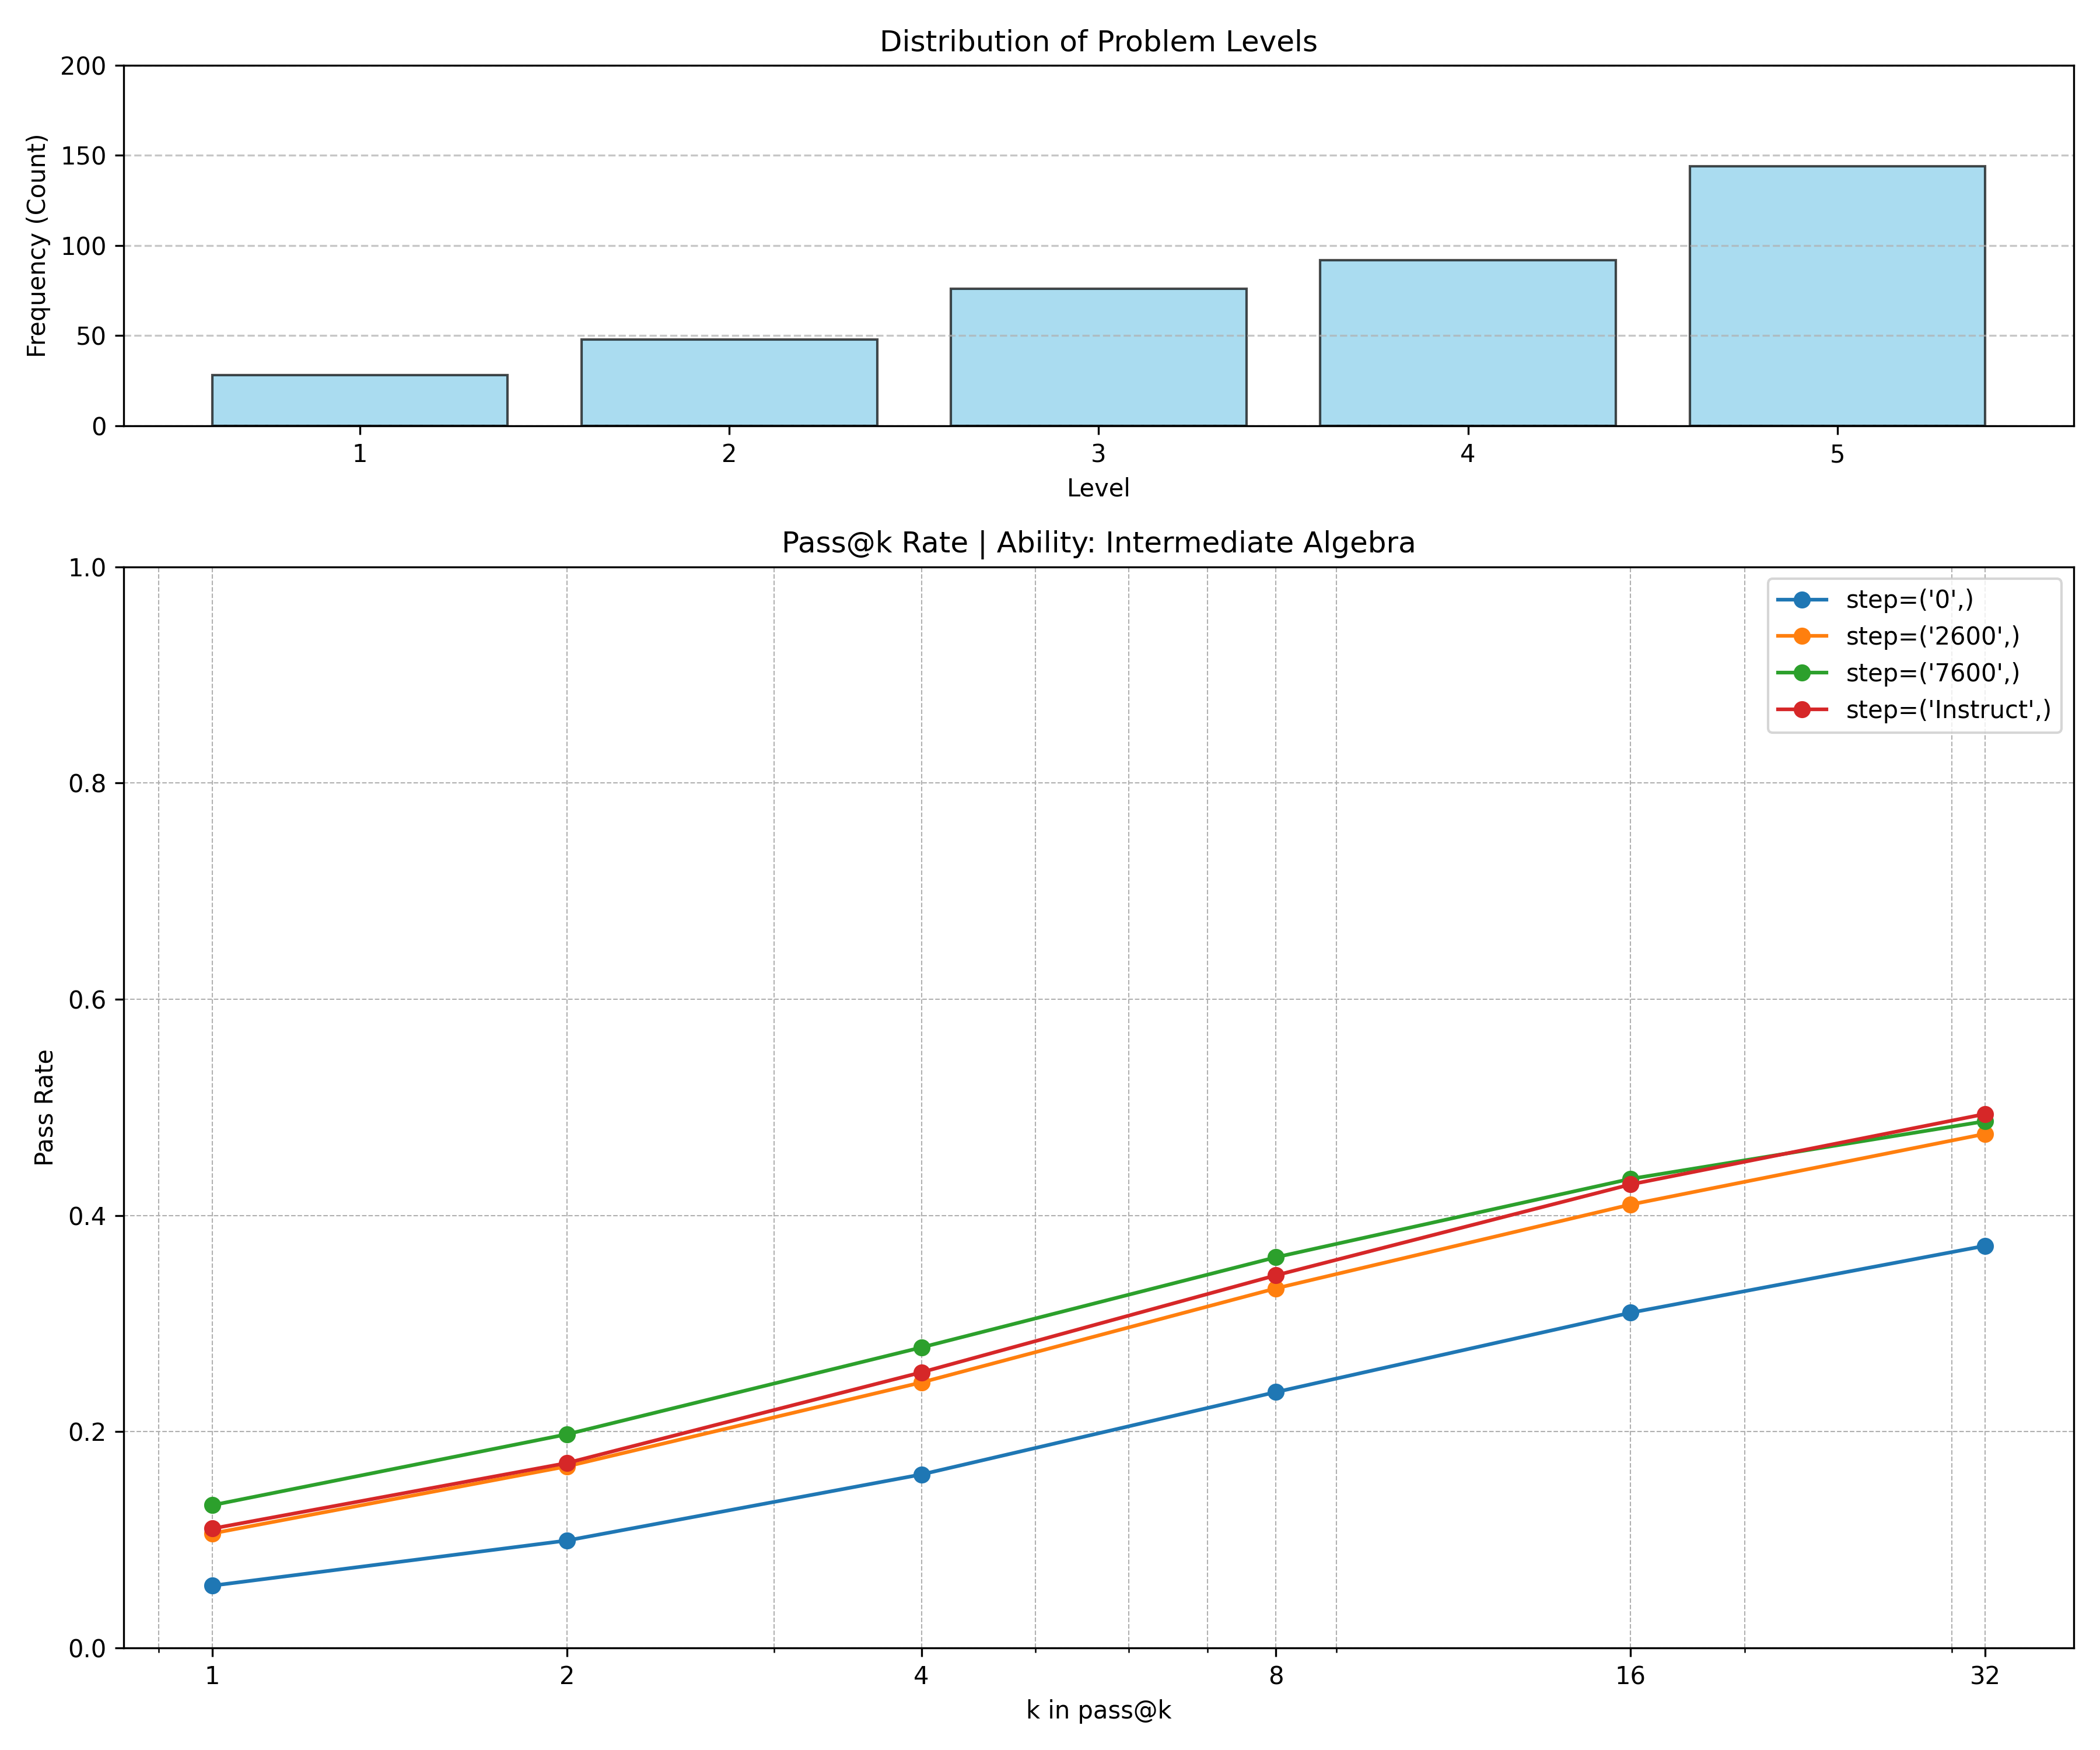 Distribution of Problem Levels
Frequency (Count)
200
150
100
50
0
1 2 3 4 5
Level
Pass@k Rate | Ability: Intermediate Algebra
Pass Rate
1.0
0.8
0.6
0.4
0.2
0.0
step=('0',)
step=('2600',)
step=('7600',)
step=('Instruct',)
1 2 4 8 16 32
k in pass@k